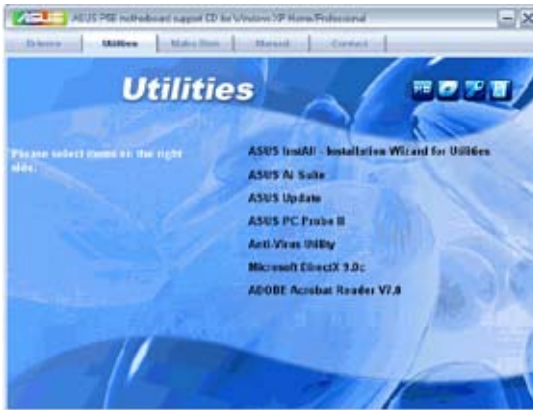 ASUS P5B motherboard support CD for Windows XP Home/Professional
Drivers Utilities Make Disk Manual Contact
Utilities
Please select items on the right
side.
ASUS InstAll - Installation Wizard for Utilities
ASUS AI Suite
ASUS Update
ASUS PC Probe II
Anti-Virus Utility
Microsoft DirectX 9.0c
ADOBE Acrobat Reader V7.0